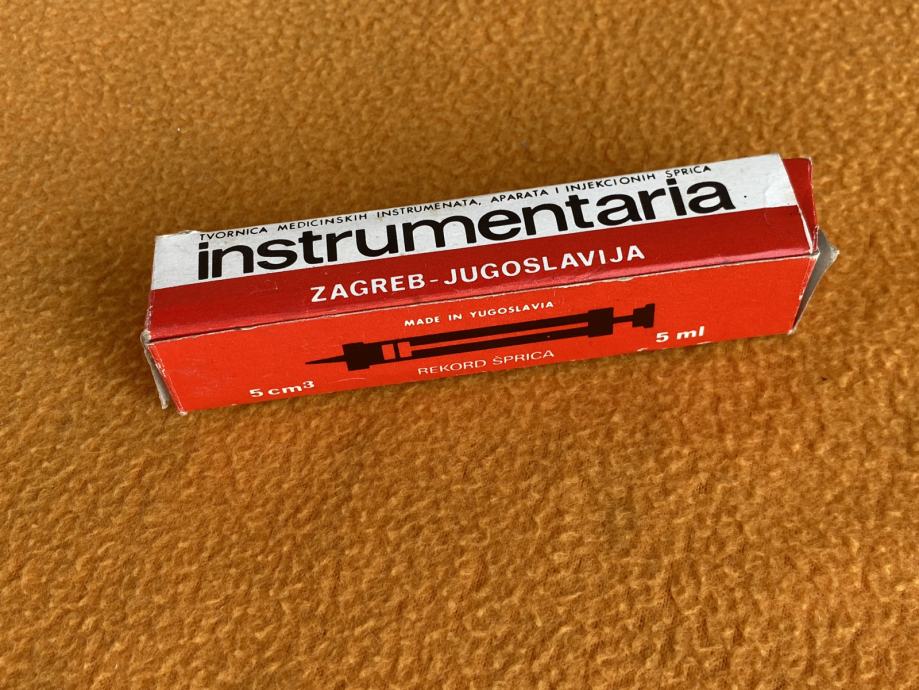 TVORNICA MEDICINSKIH INSTRUMENATA, APARATA I INJEKCIONIH ŠPRICA
instrumentaria
ZAGREB-JUGOSLAVIJA
MADE IN YUGOSLAVIA
REKORD ŠPRICA
5 cm³
5 ml